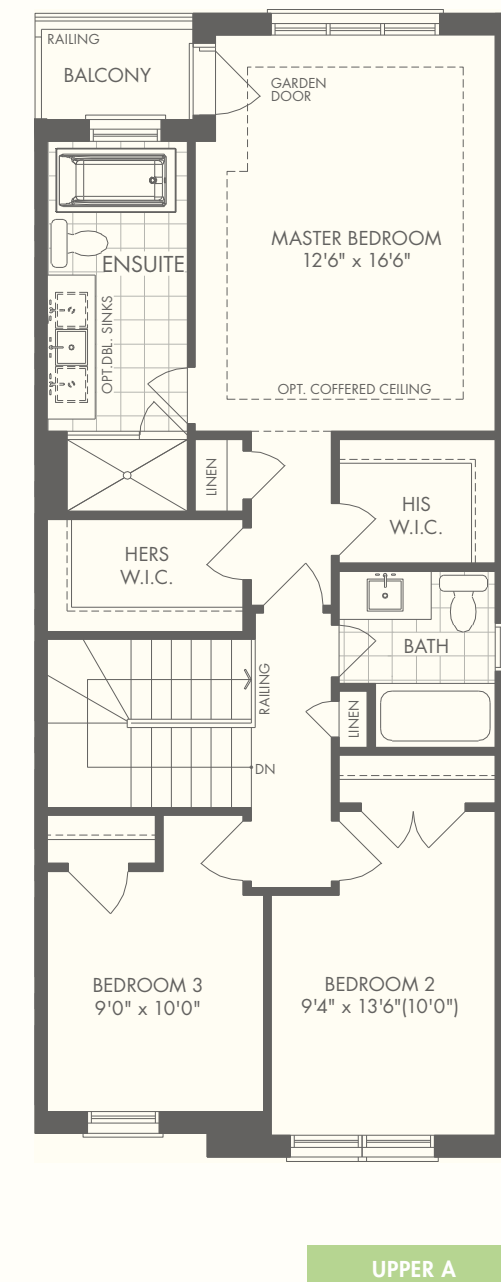 RAILING
BALCONY
GARDEN
DOOR
MASTER BEDROOM
12'6" x 16'6"
ENSUITE
OPT.DBL. SINKS
OPT. COFFERED CEILING
LINEN
HIS
W.I.C.
HERS
W.I.C.
BATH
RAILING
LINEN
DN
BEDROOM 3
9'0" x 10'0"
BEDROOM 2
9'4" x 13'6"(10'0")
UPPER A